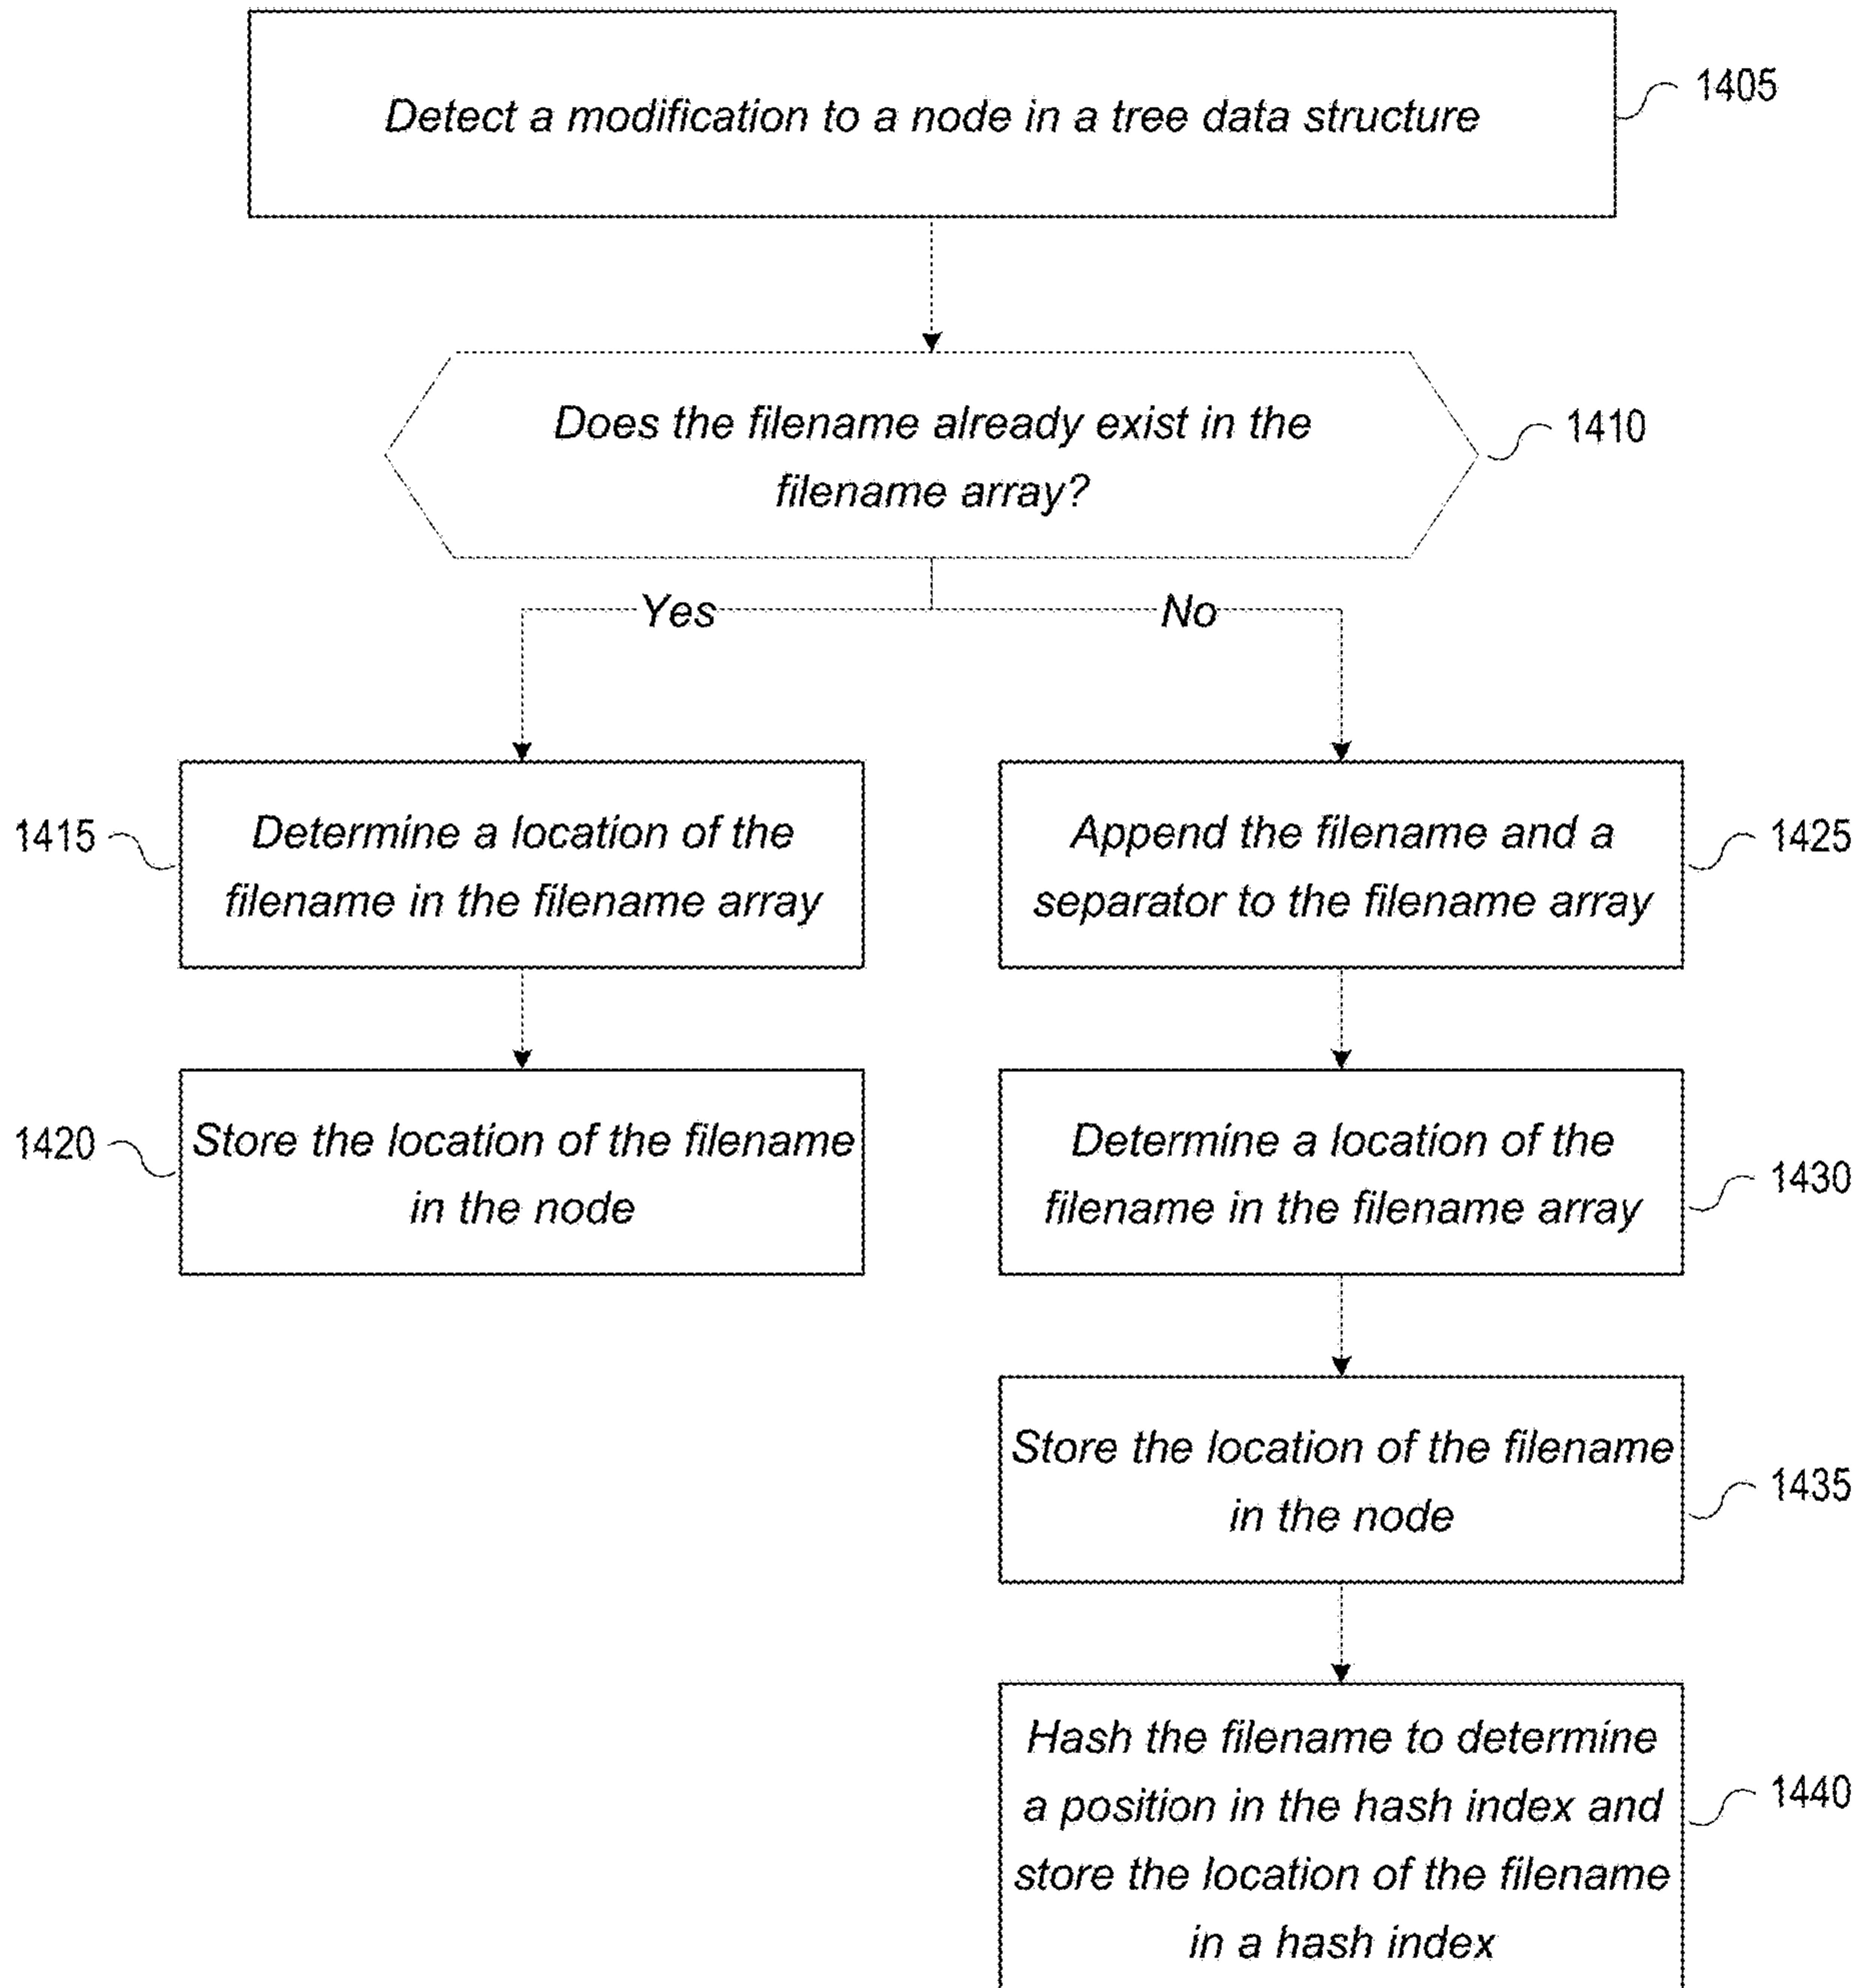 Detect a modification to a node in a tree data structure
1405
Does the filename already exist in the
filename array?
1410
Yes
No
1415
Determine a location of the
filename in the filename array
Append the filename and a
separator to the filename array
1425
1420
Store the location of the filename
in the node
Determine a location of the
filename in the filename array
1430
Store the location of the filename
in the node
1435
Hash the filename to determine
a position in the hash index and
store the location of the filename
in a hash index
1440